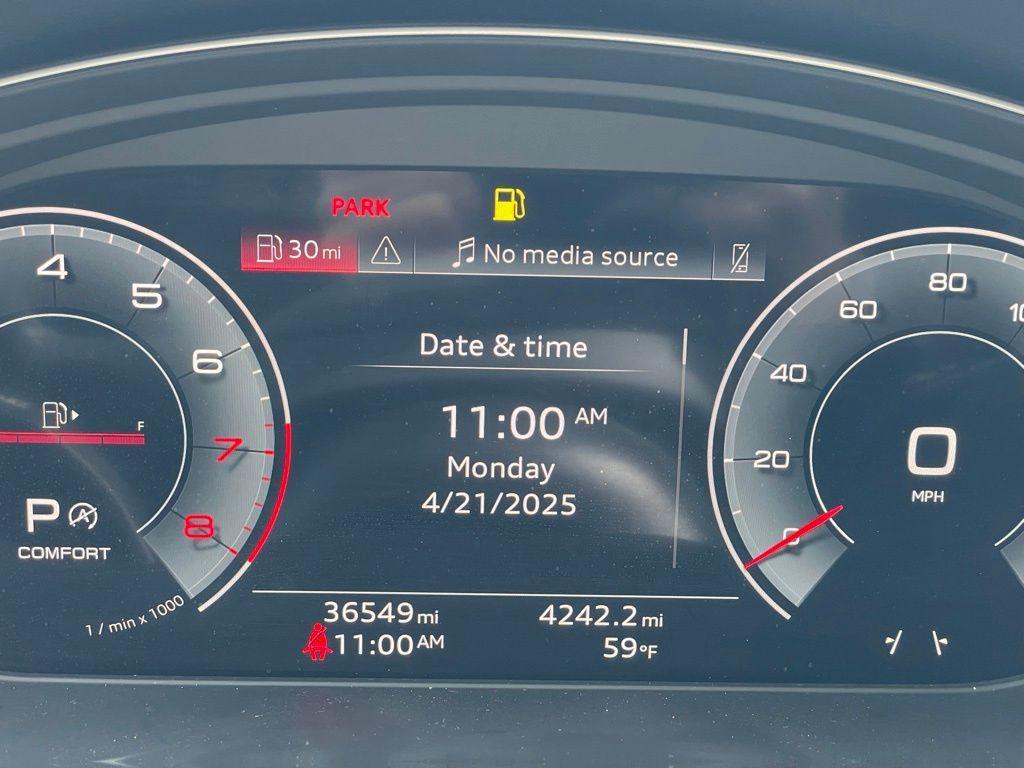 PARK
30 mi
No media source
4
5
6
7
8
1 / min x 1000
F
P
COMFORT
Date & time
11:00 AM
Monday
4/21/2025
0
20
40
60
80
0
MPH
36549 mi
4242.2 mi
11:00 AM
59°F